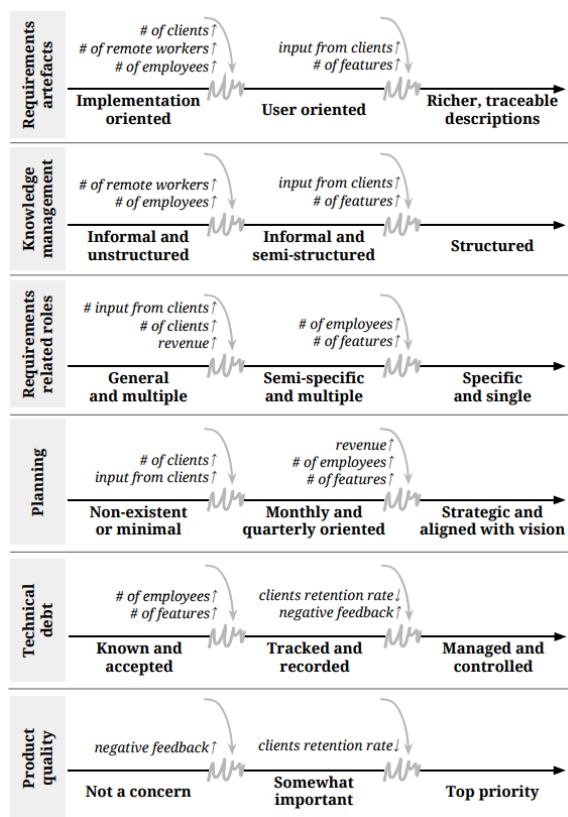 Requirements
artefacts
# of clients↑
# of remote workers↑
# of employees↑
input from clients↑
# of features↑
Implementation
oriented
User oriented
Richer, traceable
descriptions
Knowledge
management
# of remote workers↑
# of employees↑
input from clients↑
# of features↑
Informal and
unstructured
Informal and
semi-structured
Structured
Requirements
related roles
# input from clients↑
# of clients↑
revenue↑
# of employees↑
# of features↑
General
and multiple
Semi-specific
and multiple
Specific
and single
Planning
# of clients↑
input from clients↑
revenue↑
# of employees↑
# of features↑
Non-existent
or minimal
Monthly and
quarterly oriented
Strategic and
aligned with vision
Technical
debt
# of employees↑
# of features↑
clients retention rate↓
negative feedback↑
Known and
accepted
Tracked and
recorded
Managed and
controlled
Product
quality
negative feedback↑
clients retention rate↓
Not a concern
Somewhat
important
Top priority